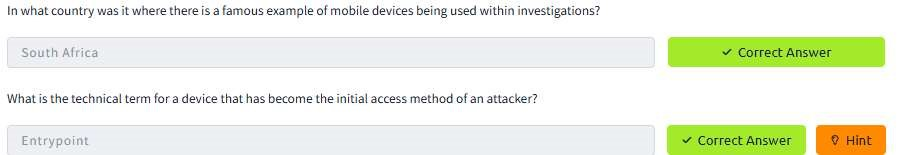 In what country was it where there is a famous example of mobile devices being used within investigations?
South Africa
✓ Correct Answer
What is the technical term for a device that has become the initial access method of an attacker?
Entrypoint
✓ Correct Answer
Hint